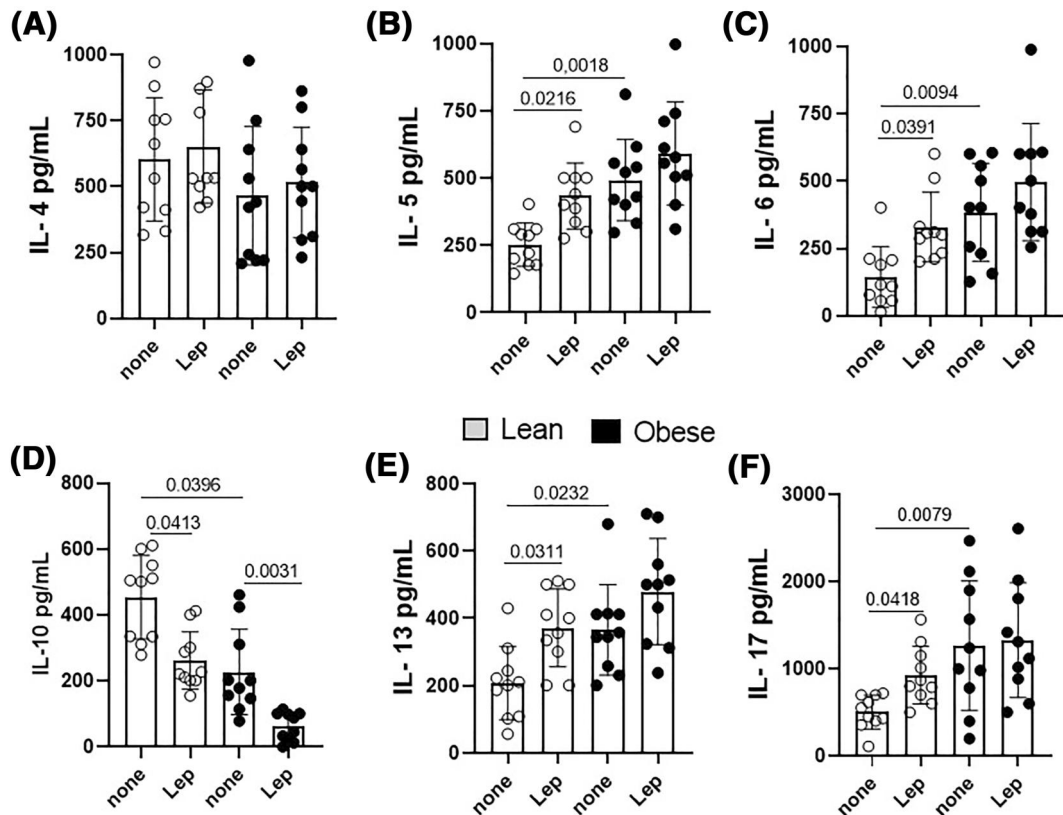 (A)
IL- 4 pg/mL
1000
750
500
250
0
none
Lep
none
Lep
(B)
IL- 5 pg/mL
1000
750
500
250
0
0,0018
0.0216
none
Lep
none
Lep
(C)
IL- 6 pg/mL
1000
750
500
250
0
0.0094
0.0391
none
Lep
none
Lep
Lean
Obese
(D)
IL-10 pg/mL
800
600
400
200
0
0.0396
0.0413
0.0031
none
Lep
none
Lep
(E)
IL- 13 pg/mL
800
600
400
200
0
0.0232
0.0311
none
Lep
none
Lep
(F)
IL- 17 pg/mL
3000
2000
1000
0
0.0079
0.0418
none
Lep
none
Lep